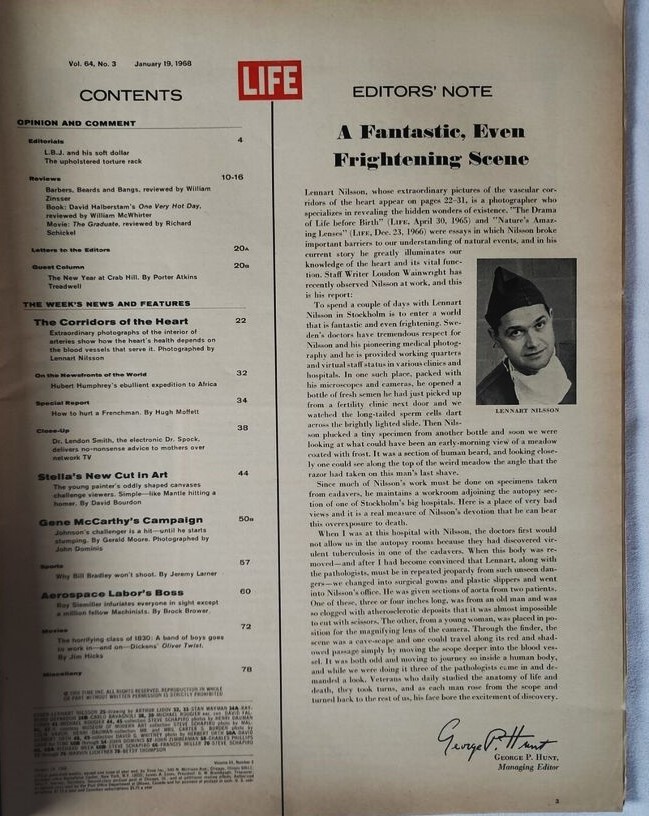 Vol. 64, No. 3 January 19, 1968
LIFE
CONTENTS
OPINION AND COMMENT
Editorials 4
L.B.J. and his soft dollar
The upholstered torture rack
Reviews 10-16
Barbers, Beards and Bangs, reviewed by William
Zinsser
Book: David Halberstam's One Very Hot Day,
reviewed by William McWhirter
Movie: The Graduate, reviewed by Richard
Schickel
Letters to the Editors 20A
Guest Column 20B
The New Year at Crab Hill. By Porter Atkins
Treadwell
THE WEEK'S NEWS AND FEATURES
The Corridors of the Heart 22
Extraordinary photographs of the interior of
arteries show how the heart's health depends on
the blood vessels that serve it. Photographed by
Lennart Nilsson
On the Newsfronts of the World 32
Hubert Humphrey's ebullient expedition to Africa
Special Report 34
How to hurt a Frenchman. By Hugh Moffett
Close-Up 38
Dr. Lendon Smith, the electronic Dr. Spock,
delivers no-nonsense advice to mothers over
network TV
Stella's New Cut in Art 44
The young painter's oddly shaped canvases
challenge viewers. Simple—like Mantle hitting a
homer. By David Bourdon
Gene McCarthy's Campaign 50B
Johnson's challenger is a hit—until he starts
stumping. By Gerald Moore. Photographed by
John Dominis
Sports 57
Why Bill Bradley won't shoot. By Jeremy Larner
Aerospace Labor's Boss 60
Roy Siemiller infuriates everyone in sight except
a million fellow Machinists. By Brock Brower
Movies 72
The horrifying class of 1830: A band of boys goes
to work in—and on—Dickens' Oliver Twist.
By Jim Hicks
Miscellany 78
© 1968 TIME INC. ALL RIGHTS RESERVED. REPRODUCTION IN WHOLE
OR PART WITHOUT WRITTEN PERMISSION IS STRICTLY PROHIBITED
EDITORS' NOTE
A Fantastic, Even
Frightening Scene
Lennart Nilsson, whose extraordinary pictures of the vascular cor-
ridors of the heart appear on pages 22-31, is a photographer who
specializes in revealing the hidden wonders of existence. "The Drama
of Life before Birth" (LIFE, April 30, 1965) and "Nature's Amaz-
ing Lenses" (LIFE, Dec. 23, 1966) were essays in which Nilsson broke
important barriers to our understanding of natural events, and in his
current story he greatly illuminates our
knowledge of the heart and its vital func-
tion. Staff Writer Loudon Wainwright has
recently observed Nilsson at work, and this
is his report:
To spend a couple of days with Lennart
Nilsson in Stockholm is to enter a world
that is fantastic and even frightening. Swe-
den's doctors have tremendous respect for
Nilsson and his pioneering medical photog-
raphy and he is provided working quarters
and virtual staff status in various clinics and
hospitals. In one such place, packed with
his microscopes and cameras, he opened a
bottle of fresh semen he had just picked up
from a fertility clinic next door and we
watched the long-tailed sperm cells dart
across the brightly lighted slide. Then Nils-
son plucked a tiny specimen from another bottle and soon we were
looking at what could have been an early-morning view of a meadow
coated with frost. It was a section of human beard, and looking close-
ly one could see along the top of the weird meadow the angle that the
razor had taken on this man's last shave.
Since much of Nilsson's work must be done on specimens taken
from cadavers, he maintains a workroom adjoining the autopsy sec-
tion of one of Stockholm's big hospitals. Here is a place of very bad
views and it is a real measure of Nilsson's devotion that he can bear
this overexposure to death.
When I was at this hospital with Nilsson, the doctors first would
not allow us in the autopsy rooms because they had discovered vir-
ulent tuberculosis in one of the cadavers. When this body was re-
moved—and after I had become convinced that Lennart, along with
the pathologists, must be in repeated jeopardy from such unseen dan-
gers—we changed into surgical gowns and plastic slippers and went
into Nilsson's office. He was given sections of aorta from two patients.
One of these, three or four inches long, was from an old man and was
so clogged with atherosclerotic deposits that it was almost impossible
to cut with scissors. The other, from a young woman, was placed in po-
sition for the magnifying lens of the camera. Through the finder, the
scene was a cave-scape and one could travel along its red and shad-
owed passage simply by moving the scope deeper into the blood ves-
sel. It was both odd and moving to journey so inside a human body,
and while we were doing it three of the pathologists came in and de-
manded a look. Veterans who daily studied the anatomy of life and
death, they took turns, and as each man rose from the scope and
turned back to the rest of us, his face bore the excitement of discovery.
LENNART NILSSON
George P. Hunt
GEORGE P. HUNT,
Managing Editor
3